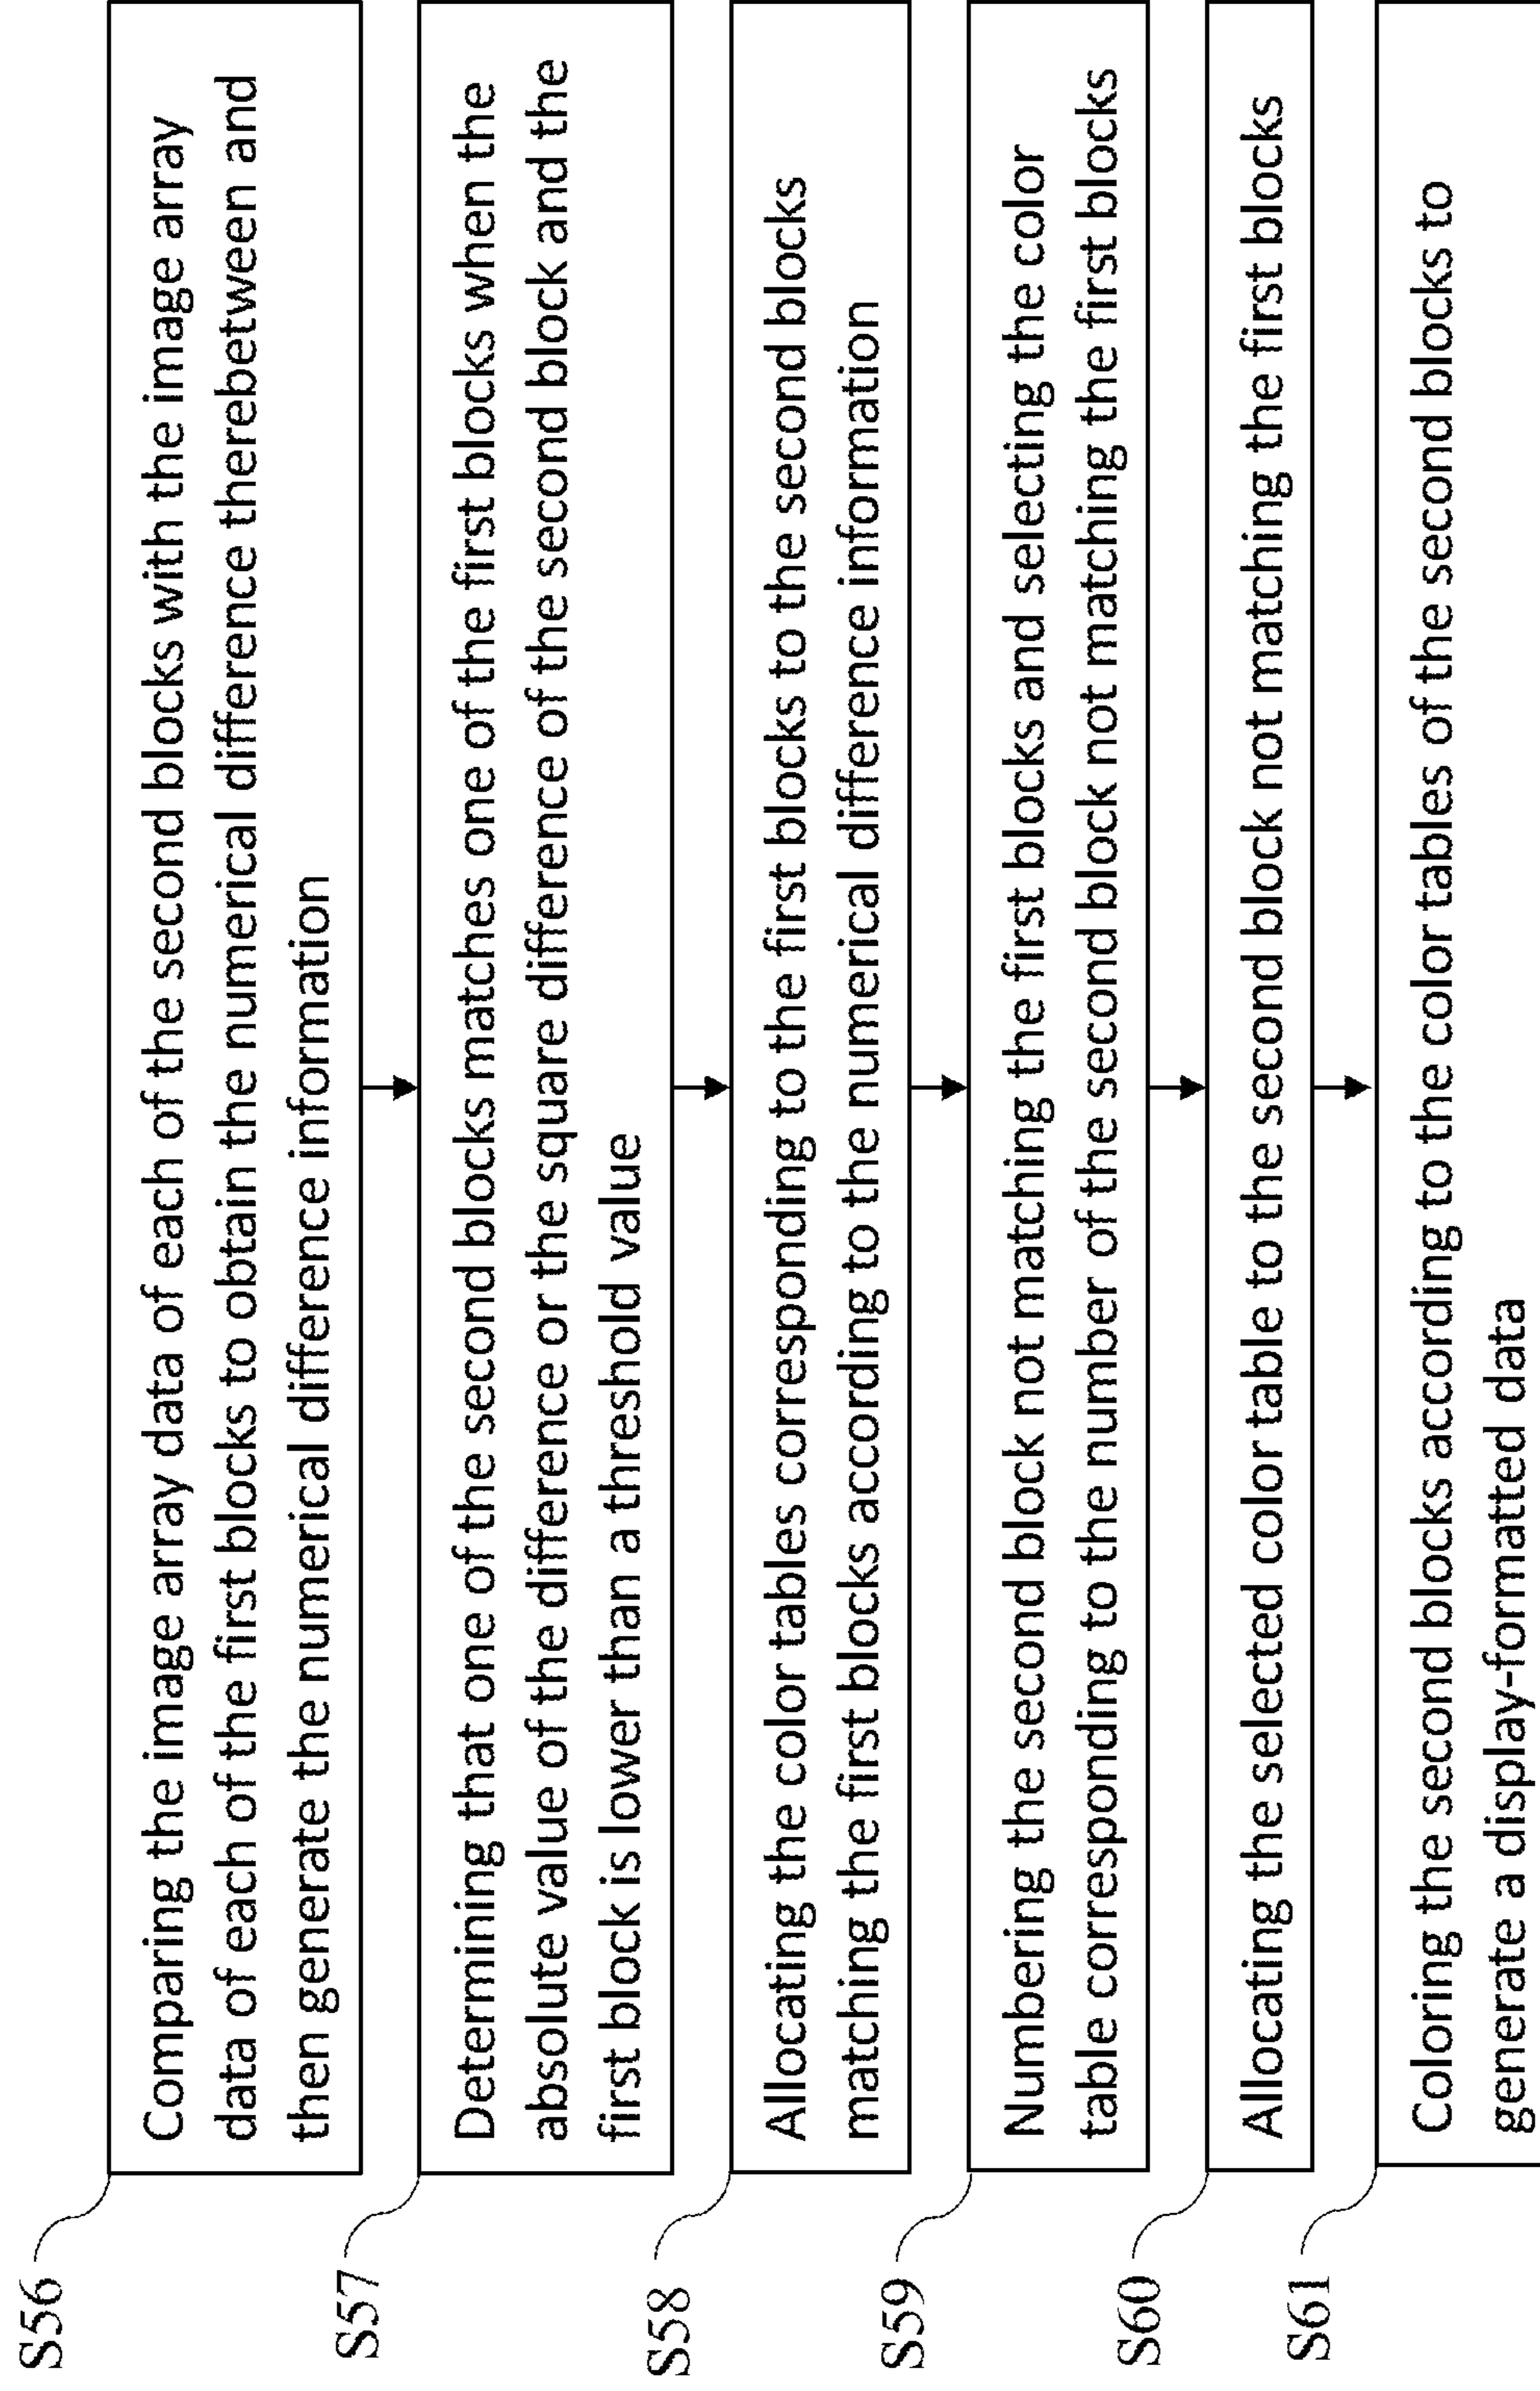 S56
Comparing the image array data of each of the second blocks with the image array
data of each of the first blocks to obtain the numerical difference therebetween and
then generate the numerical difference information
S57
Determining that one of the second blocks matches one of the first blocks when the
absolute value of the difference or the square difference of the second block and the
first block is lower than a threshold value
S58
Allocating the color tables corresponding to the first blocks to the second blocks
matching the first blocks according to the numerical difference information
S59
Numbering the second block not matching the first blocks and selecting the color
table corresponding to the number of the second block not matching the first blocks
S60
Allocating the selected color table to the second block not matching the first blocks
S61
Coloring the second blocks according to the color tables of the second blocks to
generate a display-formatted data